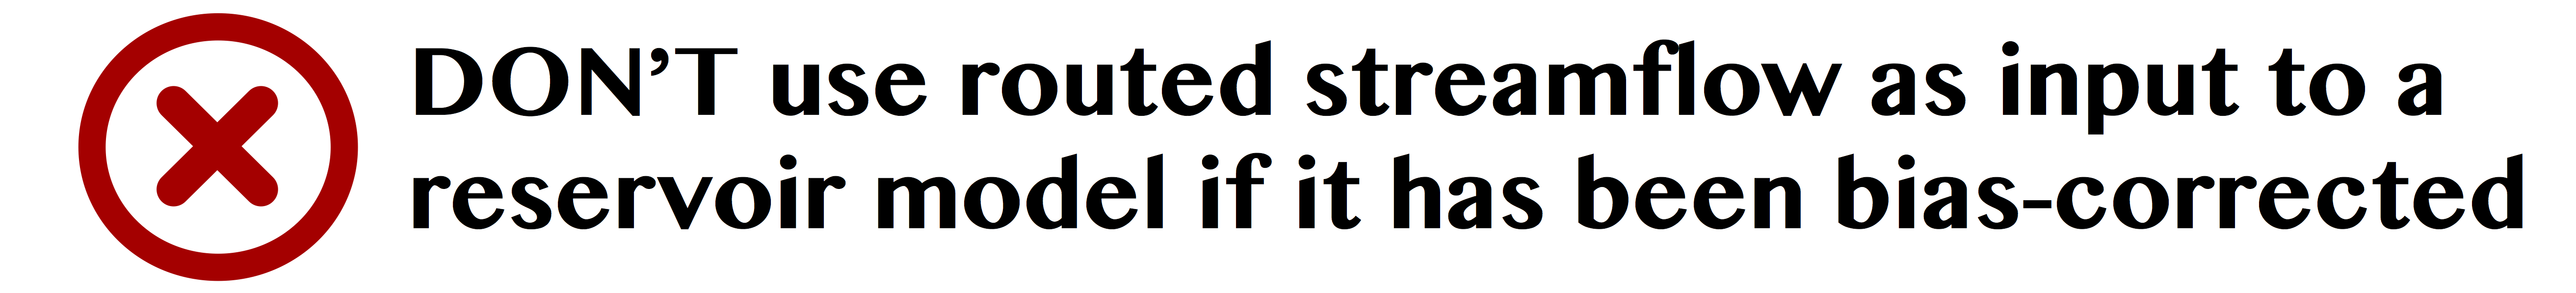 DON’T use routed streamflow as input to a
reservoir model if it has been bias-corrected